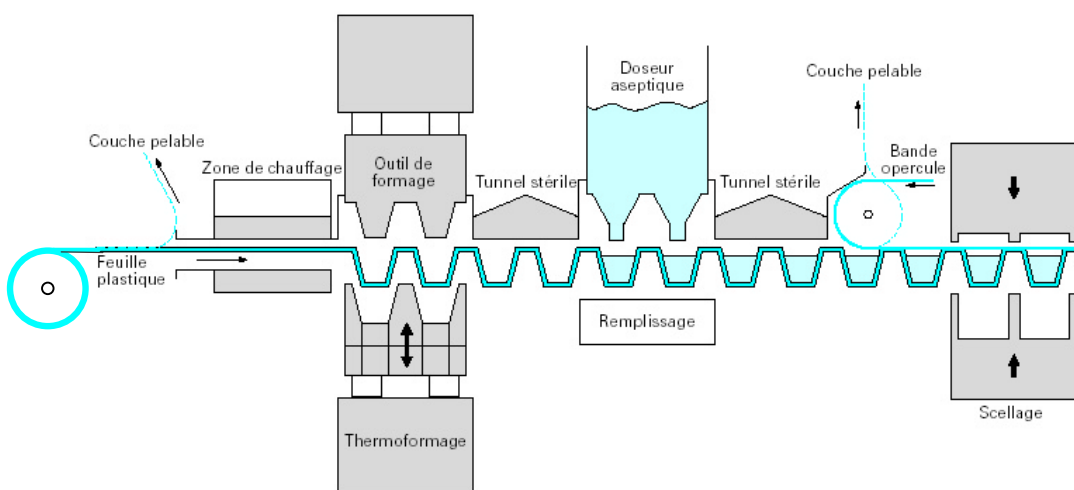 Couche pelable
Zone de chauffage
Outil de
formage
Tunnel stérile
Doseur
aseptique
Tunnel stérile
Couche pelable
Bande
opercule
Feuille
plastique
Remplissage
Thermoformage
Scellage